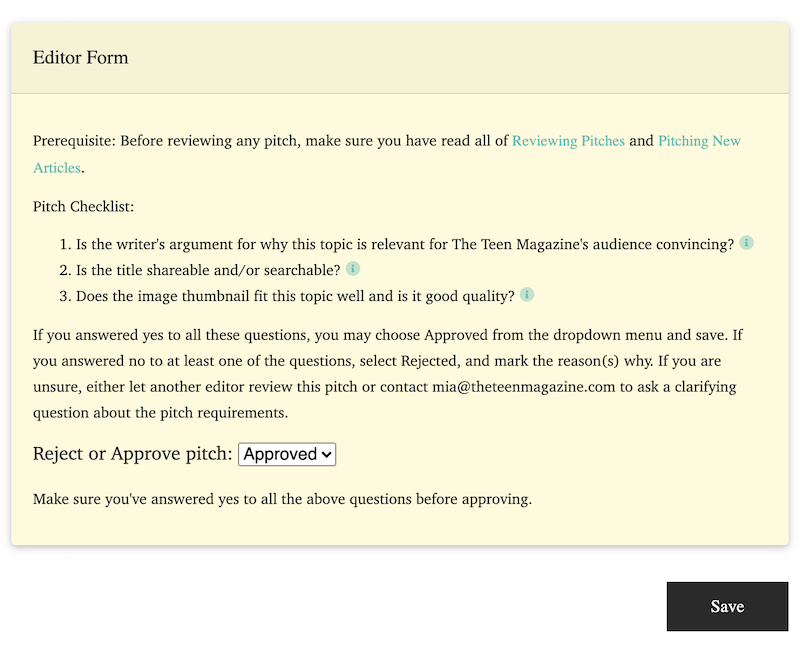 Editor Form
Prerequisite: Before reviewing any pitch, make sure you have read all of Reviewing Pitches and Pitching New
Articles.
Pitch Checklist:
1. Is the writer's argument for why this topic is relevant for The Teen Magazine's audience convincing? i
2. Is the title shareable and/or searchable? i
3. Does the image thumbnail fit this topic well and is it good quality? i
If you answered yes to all these questions, you may choose Approved from the dropdown menu and save. If
you answered no to at least one of the questions, select Rejected, and mark the reason(s) why. If you are
unsure, either let another editor review this pitch or contact mia@theteenmagazine.com to ask a clarifying
question about the pitch requirements.
Reject or Approve pitch: Approved
Make sure you've answered yes to all the above questions before approving.
Save